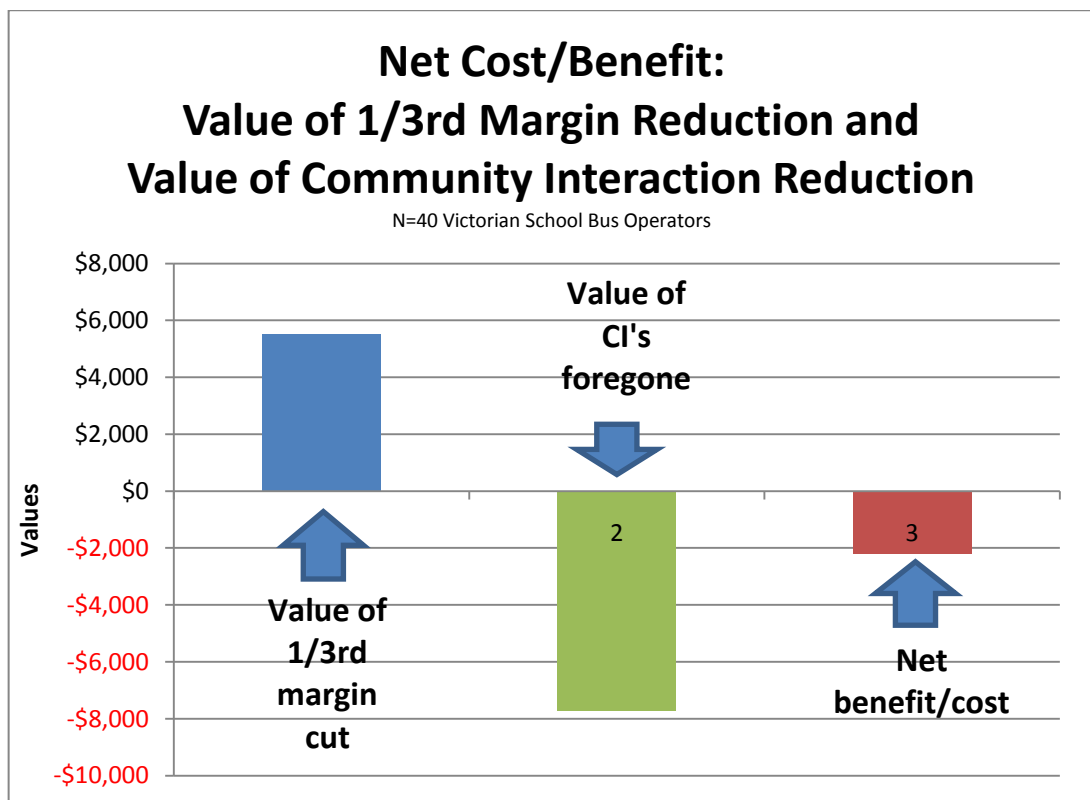 Net Cost/Benefit:
Value of 1/3rd Margin Reduction and
Value of Community Interaction Reduction
N=40 Victorian School Bus Operators
Values
$8,000
$6,000
$4,000
$2,000
$0
-$2,000
-$4,000
-$6,000
-$8,000
-$10,000
Value of
1/3rd
margin
cut
Value of
CI's
foregone
2
3
Net
benefit/cost